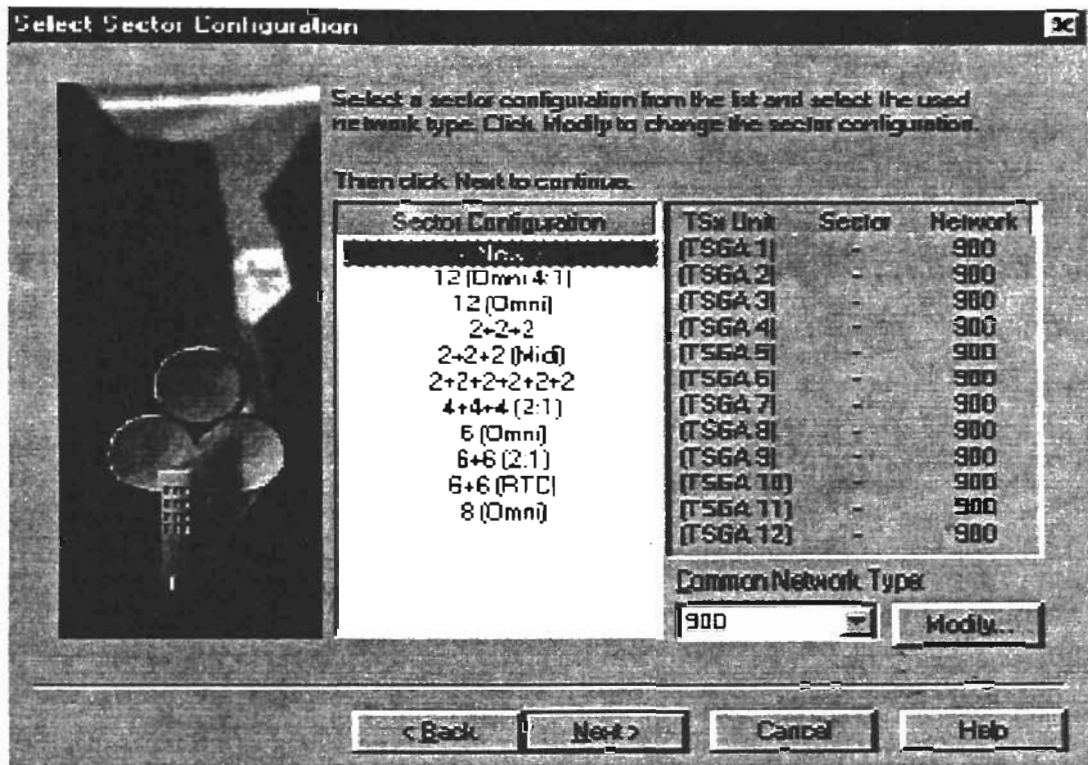 Select Sector Configuration
Select a sector configuration from the list and select the used
network type. Click Modify to change the sector configuration.
Then click Next to continue.
Sector Configuration
- New -
12 (Omni 4:1)
12 (Omni)
2+2+2
2+2+2 (Midi)
2+2+2+2+2+2
4+4+4 (2:1)
6 (Omni)
6+6 (2:1)
6+6 (RTC)
8 (Omni)
TSx Unit Sector Network
(TSGA 1) - 900
(TSGA 2) - 900
(TSGA 3) - 900
(TSGA 4) - 900
(TSGA 5) - 900
(TSGA 6) - 900
(TSGA 7) - 900
(TSGA 8) - 900
(TSGA 9) - 900
(TSGA 10) - 900
(TSGA 11) - 900
(TSGA 12) - 900
Common Network Type:
900
Modify...
< Back
Next >
Cancel
Help